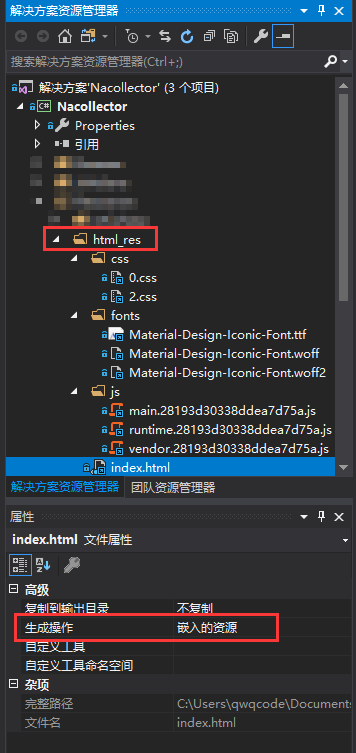 解决方案资源管理器
搜索解决方案资源管理器(Ctrl+;)
解决方案'Nacollector' (3 个项目)
C# Nacollector
Properties
引用
html_res
css
0.css
2.css
fonts
Material-Design-Iconic-Font.ttf
Material-Design-Iconic-Font.woff
Material-Design-Iconic-Font.woff2
js
main.28193d30338ddea7d75a.js
runtime.28193d30338ddea7d75a.js
vendor.28193d30338ddea7d75a.js
index.html
解决方案资源管理器 团队资源管理器
属性
index.html 文件属性
高级
复制到输出目录 不复制
生成操作 嵌入的资源
自定义工具
自定义工具命名空间
杂项
完整路径 C:\Users\qwqcode\Documents
文件名 index.html